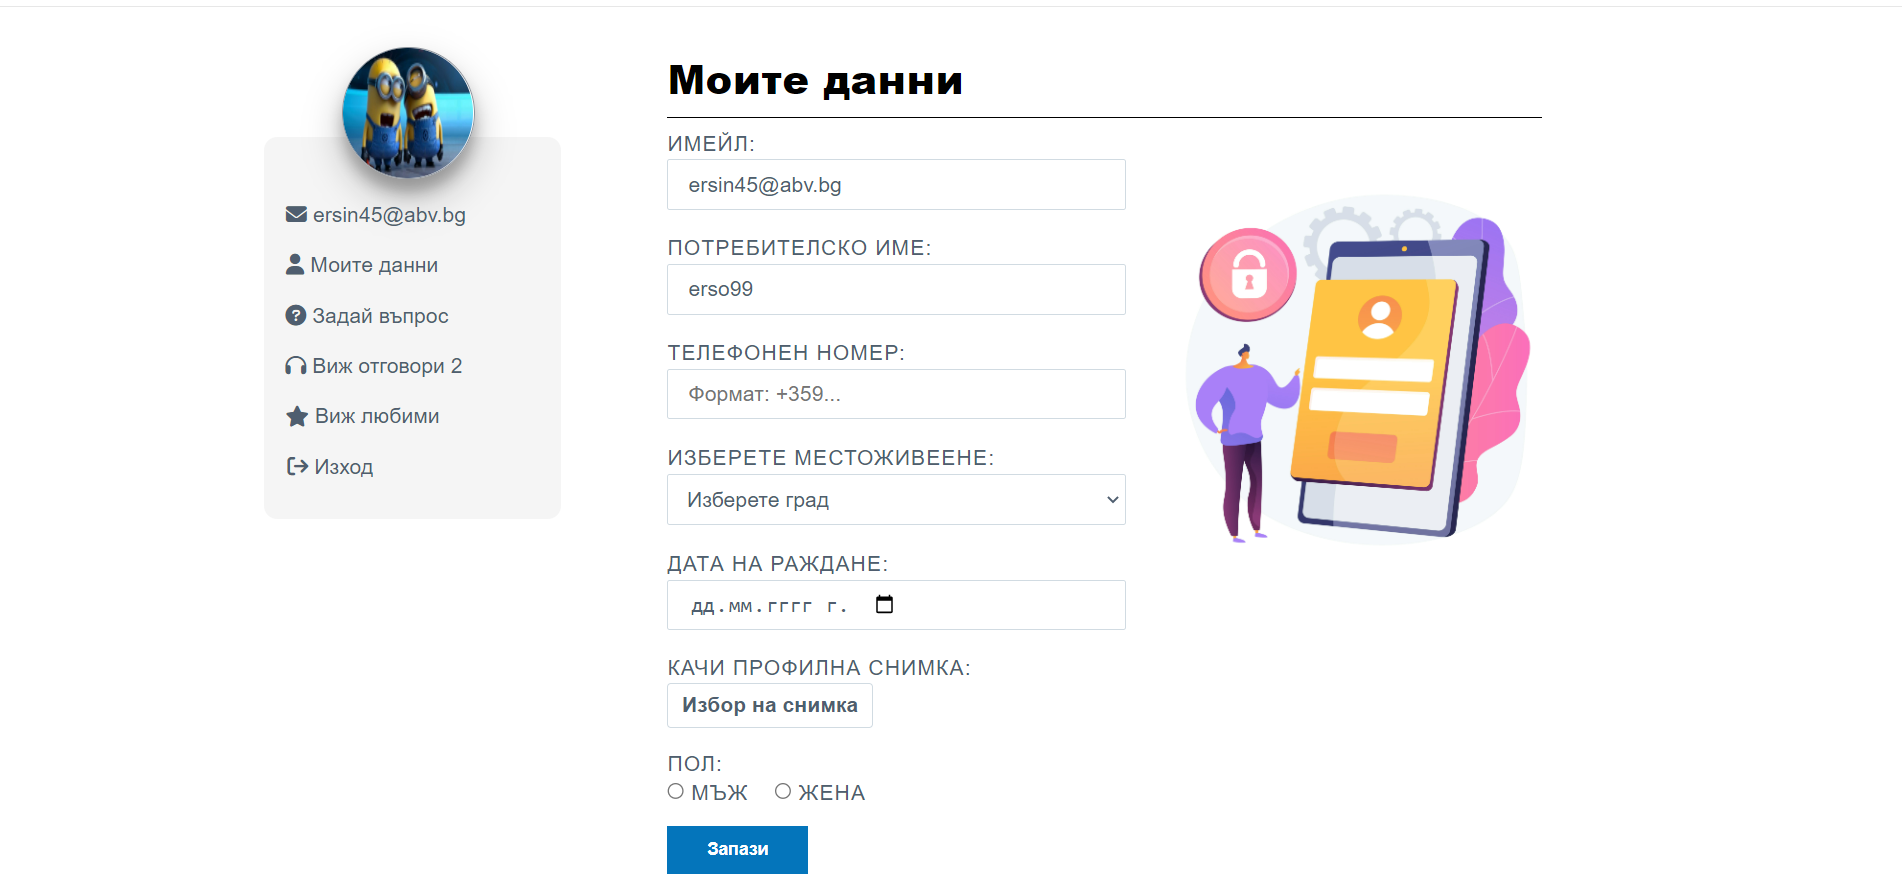 ersin45@abv.bg
Моите данни
Задай въпрос
Виж отговори 2
Виж любими
Изход
Моите данни
ИМЕЙЛ:
ersin45@abv.bg
ПОТРЕБИТЕЛСКО ИМЕ:
erso99
ТЕЛЕФОНЕН НОМЕР:
Формат: +359...
ИЗБЕРЕТЕ МЕСТОЖИВЕЕНЕ:
Изберете град
ДАТА НА РАЖДАНЕ:
дд.мм.гггг г.
КАЧИ ПРОФИЛНА СНИМКА:
Избор на снимка
ПОЛ:
МЪЖ ЖЕНА
Запази